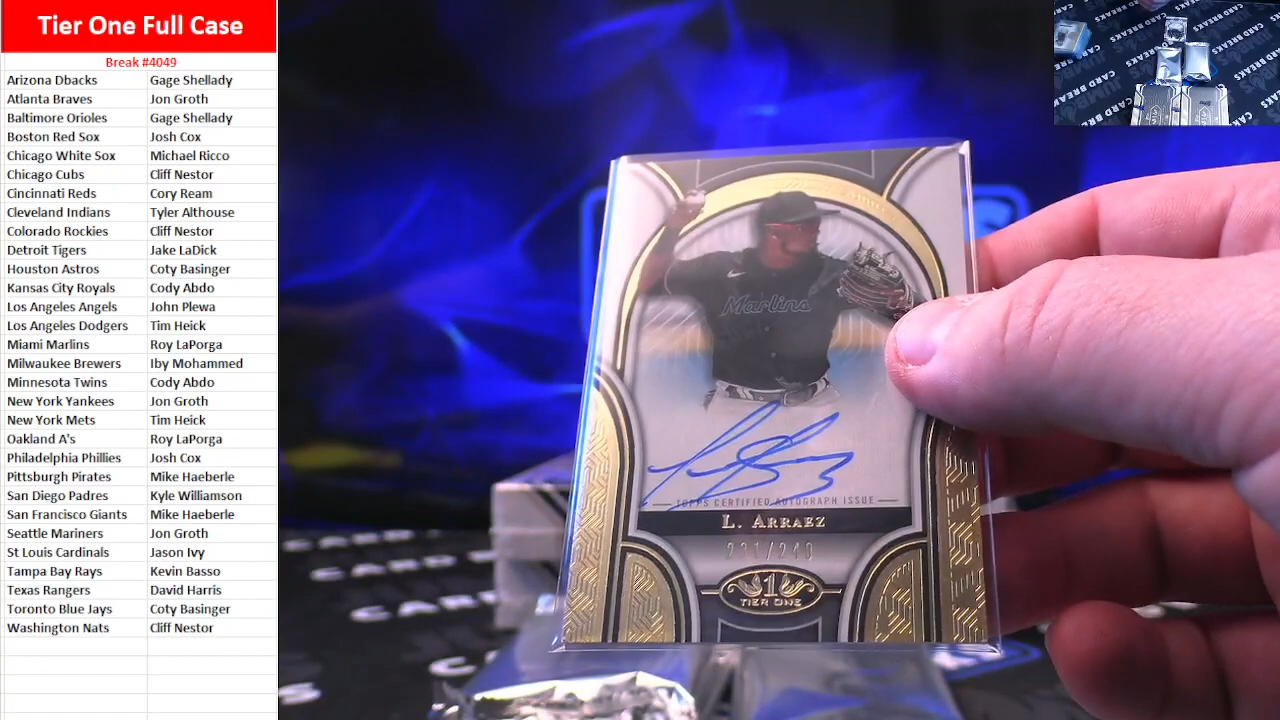 Tier One Full Case
Break #4049
Arizona Dbacks Gage Shellady
Atlanta Braves Jon Groth
Baltimore Orioles Gage Shellady
Boston Red Sox Josh Cox
Chicago White Sox Michael Ricco
Chicago Cubs Cliff Nestor
Cincinnati Reds Cory Ream
Cleveland Indians Tyler Althouse
Colorado Rockies Cliff Nestor
Detroit Tigers Jake LaDick
Houston Astros Coty Basinger
Kansas City Royals Cody Abdo
Los Angeles Angels John Plewa
Los Angeles Dodgers Tim Heick
Miami Marlins Roy LaPorga
Milwaukee Brewers Iby Mohammed
Minnesota Twins Cody Abdo
New York Yankees Jon Groth
New York Mets Tim Heick
Oakland A's Roy LaPorga
Philadelphia Phillies Josh Cox
Pittsburgh Pirates Mike Haeberle
San Diego Padres Kyle Williamson
San Francisco Giants Mike Haeberle
Seattle Mariners Jon Groth
St Louis Cardinals Jason Ivy
Tampa Bay Rays Kevin Basso
Texas Rangers David Harris
Toronto Blue Jays Coty Basinger
Washington Nats Cliff Nestor
Marlins
TOPPS CERTIFIED AUTOGRAPH ISSUE
L. ARRAEZ
231/249
1
TIER ONE
CARD BREAKS